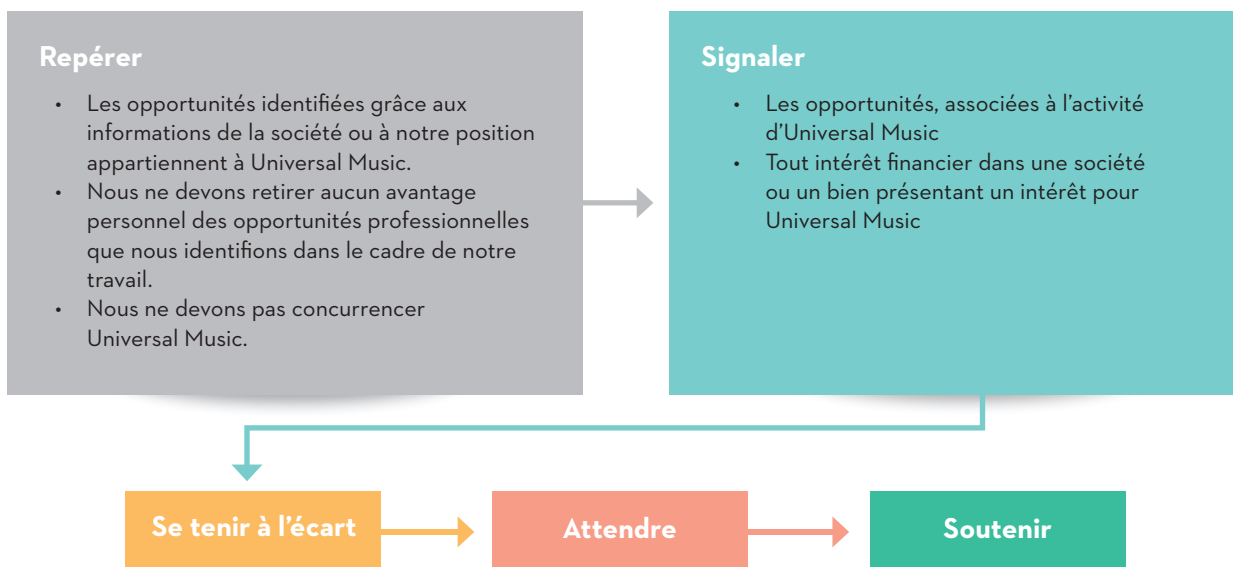 Repérer
• Les opportunités identifiées grâce aux
informations de la société ou à notre position
appartiennent à Universal Music.
• Nous ne devons retirer aucun avantage
personnel des opportunités professionnelles
que nous identifions dans le cadre de notre
travail.
• Nous ne devons pas concurrencer
Universal Music.
Signaler
• Les opportunités, associées à l’activité
d’Universal Music
• Tout intérêt financier dans une société
ou un bien présentant un intérêt pour
Universal Music
Se tenir à l’écart
Attendre
Soutenir